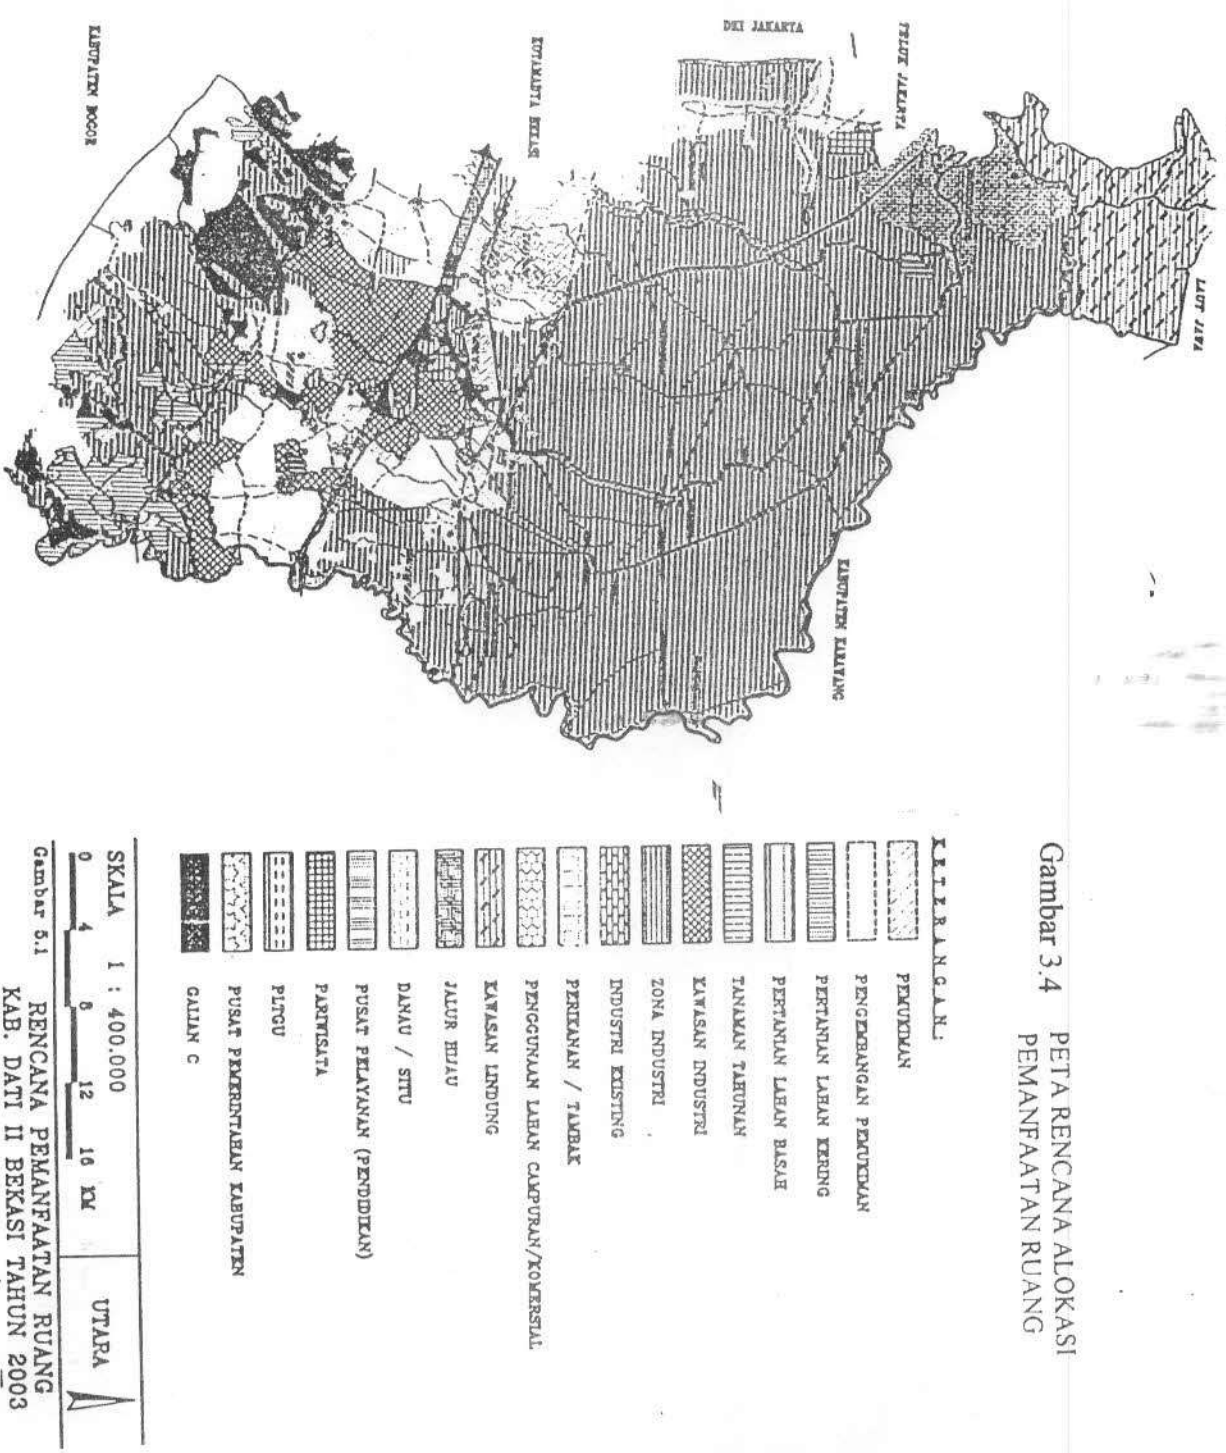 Gambar 3.4 PETA RENCANA ALOKASI
PEMANFAATAN RUANG
LAUT JAWA
TELUK JAKARTA
DKI JAKARTA
KABUPATEN KARAWANG
KOTAMADYA BEKASI
KABUPATEN BOGOR
KETERANGAN:
PEMUKIMAN
PENGEMBANGAN PEMUKIMAN
PERTANIAN LAHAN KERING
PERTANIAN LAHAN BASAH
TANAMAN TAHUNAN
KAWASAN INDUSTRI
ZONA INDUSTRI
INDUSTRI EXISTING
PERIKANAN / TAMBAK
PENGGUNAAN LAHAN CAMPURAN/KOMERSIAL
KAWASAN LINDUNG
JALUR HIJAU
DANAU / SITU
PUSAT PELAYANAN (PENDIDIKAN)
PARIWISATA
PLTGU
PUSAT PEMERINTAHAN KABUPATEN
GALIAN C
SKALA 1 : 400.000
0 4 8 12 16 KM
UTARA
Gambar 5.1 RENCANA PEMANFAATAN RUANG
KAB. DATI II BEKASI TAHUN 2003